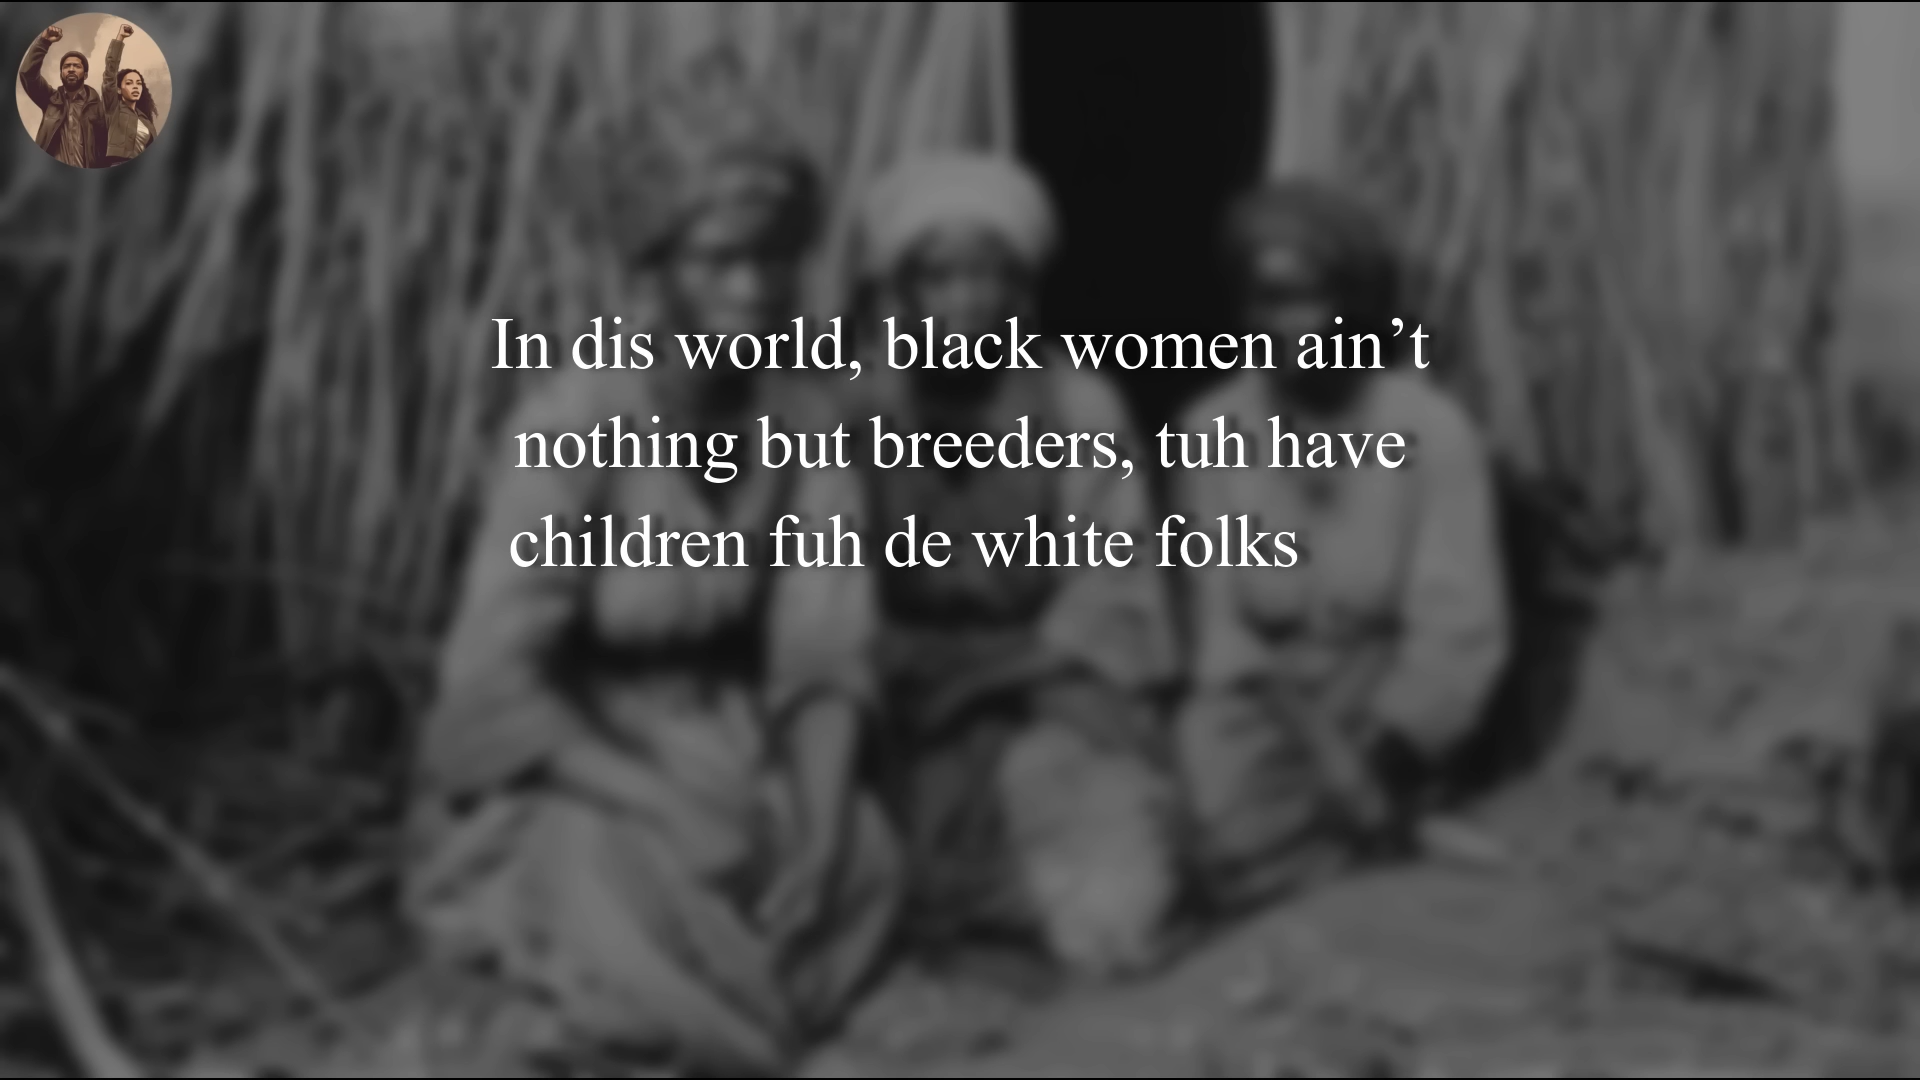 In dis world, black women ain’t
nothing but breeders, tuh have
children fuh de white folks